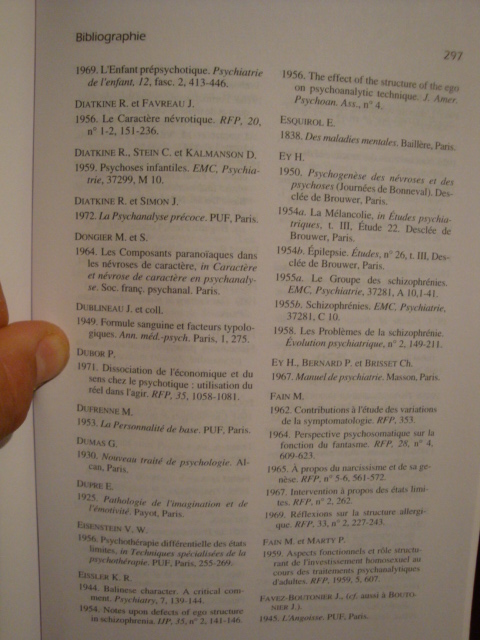 Bibliographie
297
1969. L'Enfant prépsychotique. Psychiatrie
de l'enfant, 12, fasc. 2, 413-446.
DIATKINE R. et FAVREAU J.
1956. Le Caractère névrotique. RFP, 20,
n° 1-2, 151-236.
DIATKINE R., STEIN C. et KALMANSON D.
1959. Psychoses infantiles. EMC, Psychia-
trie, 37299, M 10.
DIATKINE R. et SIMON J.
1972. La Psychanalyse précoce. PUF, Paris.
DONGIER M. et S.
1964. Les Composants paranoïaques dans
les névroses de caractère, in Caractère
et névrose de caractère en psychanaly-
se. Soc. franç. psychanal. Paris.
DUBLINEAU J. et coll.
1949. Formule sanguine et facteurs typolo-
giques. Ann. méd.-psych. Paris, 1, 275.
DUBOR P.
1971. Dissociation de l'économique et du
sens chez le psychotique ; utilisation du
réel dans l'agir. RFP, 35, 1058-1081.
DUFRENNE M.
1953. La Personnalité de base. PUF, Paris.
DUMAS G.
1930. Nouveau traité de psychologie. Al-
can, Paris.
DUPRE E.
1925. Pathologie de l'imagination et de
l'émotivité. Payot, Paris.
EISENSTEIN V. W.
1956. Psychothérapie différentielle des états
limites, in Techniques spécialisées de la
psychothérapie. PUF, Paris, 255-269.
EISSLER K. R.
1944. Balinese character. A critical com-
ment. Psychiatry, 7, 139-144.
1954. Notes upon defects of ego structure
in schizophrenia. IJP, 35, n° 2, 141-146.
1956. The effect of the structure of the ego
on psychoanalytic technique. J. Amer.
Psychoan. Ass., n° 4.
ESQUIROL E.
1838. Des maladies mentales. Baillère, Paris.
EY H.
1950. Psychogenèse des névroses et des
psychoses (Journées de Bonneval). Des-
clée de Brouwer, Paris.
1954a. La Mélancolie, in Études psychia-
triques, t. III, Étude 22. Desclée de
Brouwer, Paris.
1954b. Épilepsie. Études, n° 26, t. III, Des-
clée de Brouwer, Paris.
1955a. Le Groupe des schizophrénies.
EMC, Psychiatrie, 37281, A 10,1-41.
1955b. Schizophrénies. EMC, Psychiatrie,
37281, C 10.
1958. Les Problèmes de la schizophrénie.
Évolution psychiatrique, n° 2, 149-211.
EY H., BERNARD P. et BRISSET Ch.
1967. Manuel de psychiatrie. Masson, Paris.
FAIN M.
1962. Contributions à l'étude des variations
de la symptomatologie. RFP, 353.
1964. Perspective psychosomatique sur la
fonction du fantasme. RFP, 28, n° 4,
609-623.
1965. À propos du narcissisme et de sa ge-
nèse. RFP, n° 5-6, 561-572.
1967. Intervention à propos des états limi-
tes. RFP, n° 2, 262.
1969. Réflexions sur la structure allergi-
que. RFP, 33, n° 2, 227-243.
FAIN M. et MARTY P.
1959. Aspects fonctionnels et rôle structu-
rant de l'investissement homosexuel au
cours des traitements psychanalytiques
d'adultes. RFP, 1959, 5, 607.
FAVEZ-BOUTONIER J., (cf. aussi à BOUTO-
NIER J.).
1945. L'Angoisse. PUF, Paris.